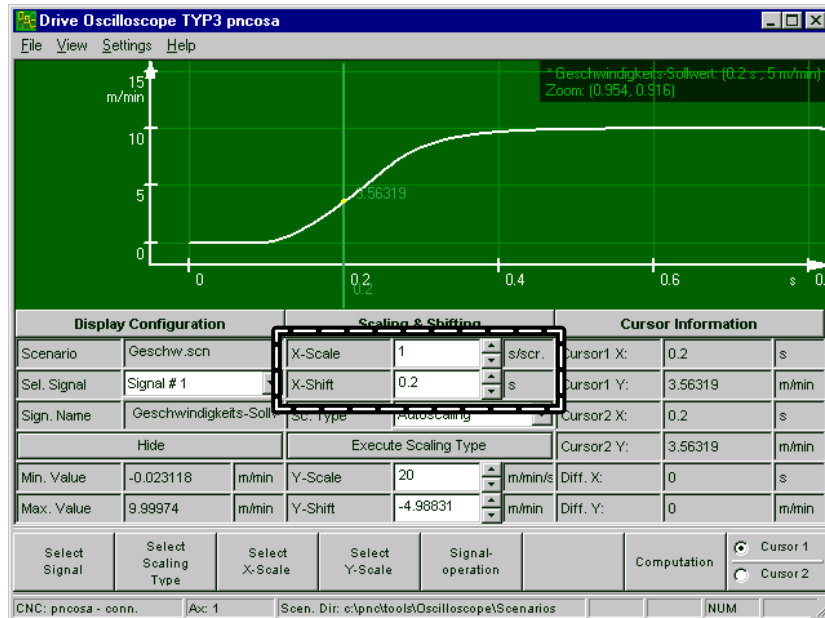 Drive Oscilloscope TYP3 pncosa
File View Settings Help
* Geschwindigkeits-Sollwert: (0.2 s , 5 m/min)
Zoom: (0.954, 0.916)
15
m/min
10
5
0
3.56319
0 0.2 0.4 0.6 s 0.
0.2
Display Configuration Scaling & Shifting Cursor Information
Scenario Geschw.scn X-Scale 1 s/scr. Cursor1 X: 0.2 s
Sel. Signal Signal # 1 X-Shift 0.2 s Cursor1 Y: 3.56319 m/min
Sign. Name Geschwindigkeits-Sollw Sc. Type Autoscaling Cursor2 X: 0.2 s
Hide Execute Scaling Type Cursor2 Y: 3.56319 m/min
Min. Value -0.023118 m/min Y-Scale 20 m/min/s Diff. X: 0 s
Max. Value 9.99974 m/min Y-Shift -4.98831 m/min Diff. Y: 0 m/min
Select Signal Select Scaling Type Select X-Scale Select Y-Scale Signal-operation Computation Cursor 1
Cursor 2
CNC: pncosa - conn. Ax: 1 Scen. Dir: c:\pnc\tools\Oscilloscope\Scenarios NUM